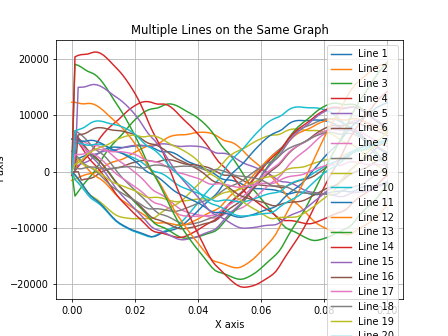 Multiple Lines on the Same Graph
20000
10000
0
−10000
−20000
0.00
0.02
0.04
0.06
X axis
Line 1
Line 2
Line 3
Line 4
Line 5
Line 6
Line 7
Line 8
Line 9
Line 10
Line 11
Line 12
Line 13
Line 14
Line 15
Line 16
Line 17
Line 18
Line 19
Line 20